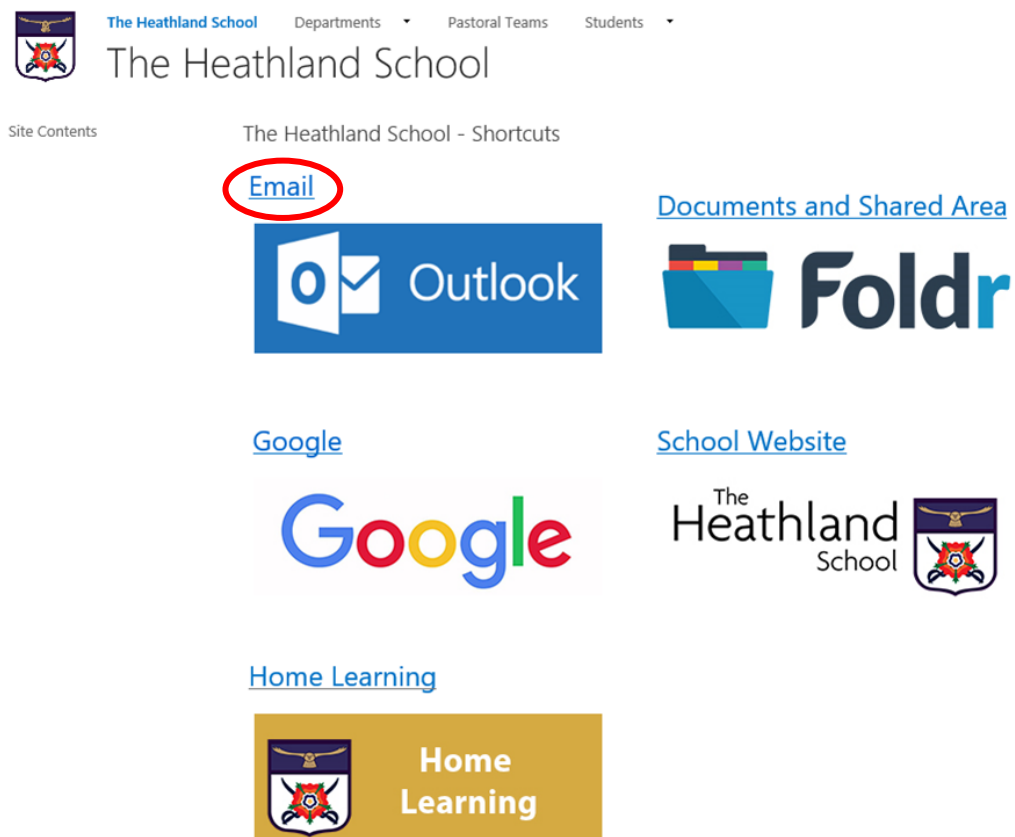 The Heathland School Departments Pastoral Teams Students
The Heathland School
Site Contents
The Heathland School - Shortcuts
Email
Documents and Shared Area
Outlook
Foldr
Google
School Website
Google
The
Heathland
School
Home Learning
Home
Learning